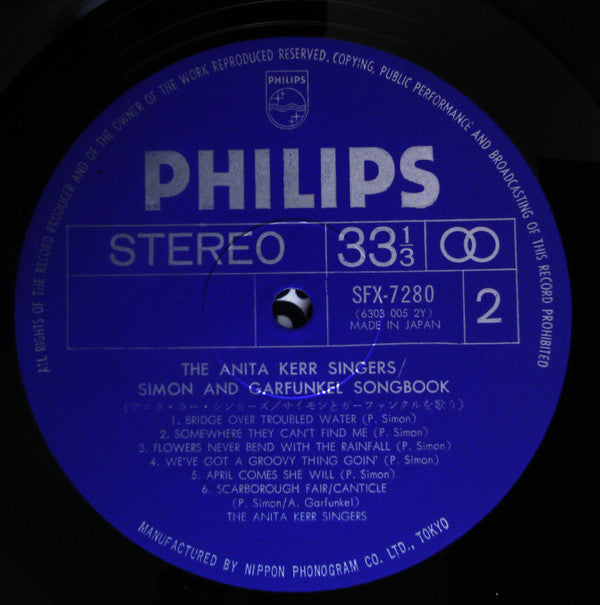 ALL RIGHTS OF THE RECORD PRODUCER AND OF THE OWNER OF THE WORK REPRODUCED RESERVED. COPYING, PUBLIC PERFORMANCE AND BROADCASTING OF THIS RECORD PROHIBITED
PHILIPS
PHILIPS
STEREO 33 1/3
SFX-7280
(6303 005 2Y)
MADE IN JAPAN
2
THE ANITA KERR SINGERS/
SIMON AND GARFUNKEL SONGBOOK
(アニタ・カー・シンガーズ/サイモンとガーファンクルを歌う)
1. BRIDGE OVER TROUBLED WATER (P. Simon)
2. SOMEWHERE THEY CAN'T FIND ME (P. Simon)
3. FLOWERS NEVER BEND WITH THE RAINFALL (P. Simon)
4. WE'VE GOT A GROOVY THING GOIN' (P. Simon)
5. APRIL COMES SHE WILL (P. Simon)
6. SCARBOROUGH FAIR/CANTICLE
(P. Simon/A. Garfunkel)
THE ANITA KERR SINGERS
MANUFACTURED BY NIPPON PHONOGRAM CO. LTD., TOKYO